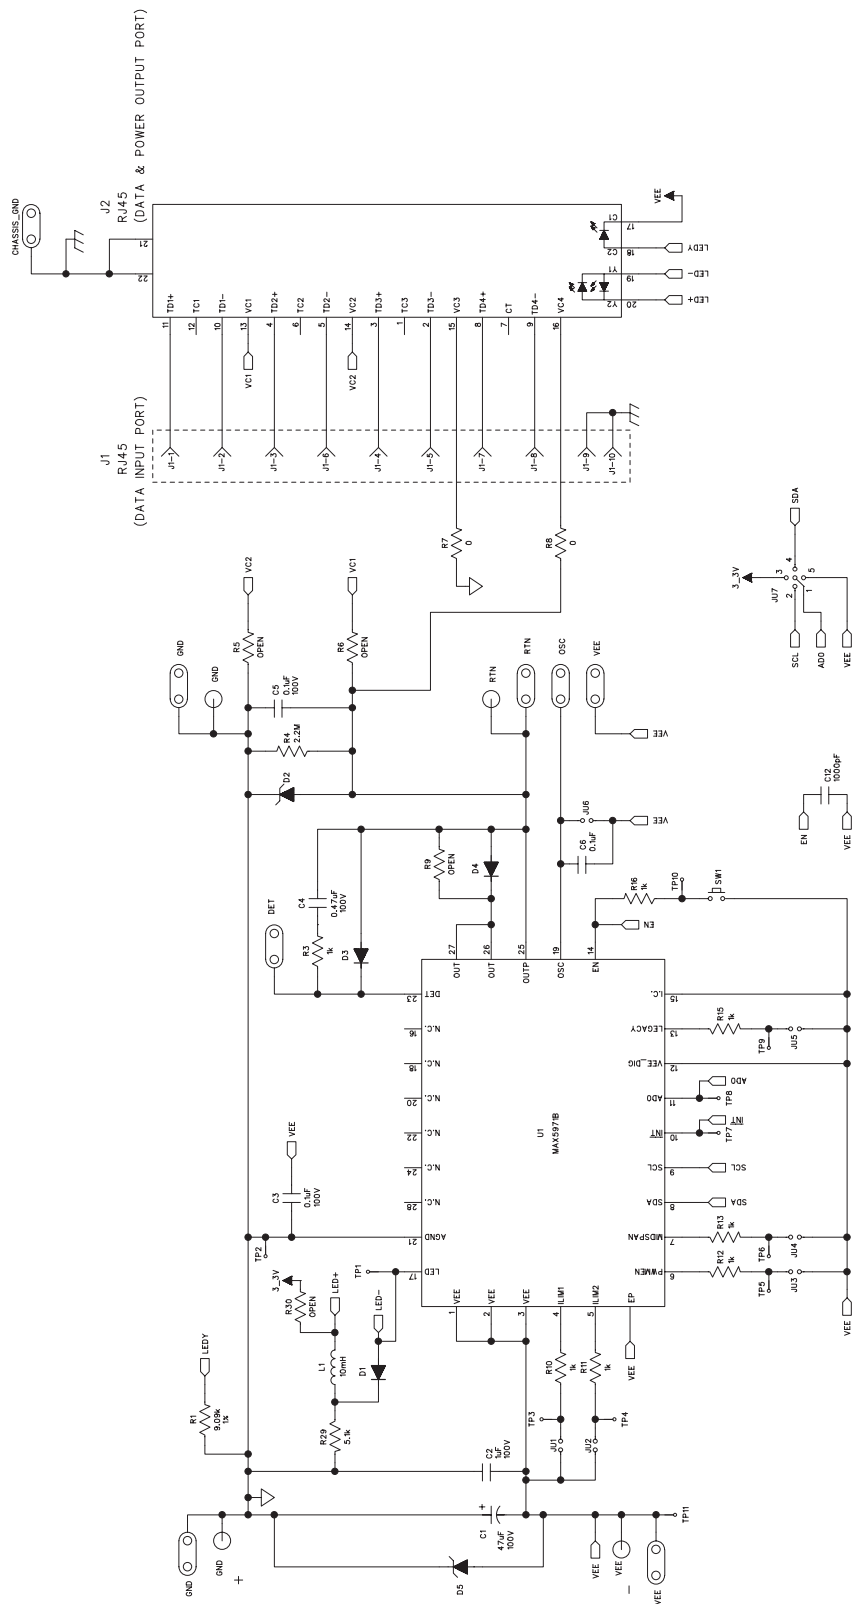 CHASSIS_GND
J2
RJ45
(DATA & POWER OUTPUT PORT)
21
22
11
TD1+
12
TC1
10
TD1-
13
VC1
4
TD2+
6
TC2
5
TD2-
14
VC2
3
TD3+
1
TC3
2
TD3-
15
VC3
8
TD4+
7
CT
9
TD4-
16
VC4
C1
17
C2
18
Y1
19
Y2
20
VEE
LEDY
LED-
LED+
VC1
VC2
J1
RJ45
(DATA INPUT PORT)
J1-1
J1-2
J1-3
J1-6
J1-4
J1-5
J1-7
J1-8
J1-9
J1-10
R7
0
R8
0
VC2
R5
OPEN
VC1
R6
OPEN
GND
GND
C5
0.1uF
100V
R4
2.2M
D2
RTN
RTN
OSC
VEE
VEE
VEE
JU6
C6
0.1uF
3_3V
JU7
SDA
3
4
2
5
1
SCL
AD0
VEE
EN
C12
1000pF
VEE
DET
C4
0.47uF
100V
R3
1k
D3
R9
OPEN
D4
R16
1k
TP10
SW1
EN
U1
MAX5971B
23
DET
16
N.C.
18
N.C.
20
N.C.
22
N.C.
24
N.C.
28
N.C.
21
AGND
17
LED
27
OUT
26
OUT
25
OUTP
19
OSC
14
EN
15
I.C.
13
LEGACY
12
VEE_DIG
11
AD0
10
INT
9
SCL
8
SDA
7
MIDSPAN
6
PWMEN
1
VEE
2
VEE
3
VEE
4
ILIM1
5
ILIM2
EP
VEE
R15
1k
TP9
JU5
AD0
TP8
INT
TP7
SCL
SDA
R13
1k
TP6
JU4
R12
1k
TP5
JU3
VEE
C3
0.1uF
100V
VEE
TP2
TP1
3_3V
R30
OPEN
LED+
LED-
L1
10mH
D1
R29
5.1k
LEDY
R1
9.09k
1%
R10
1k
R11
1k
TP3
TP4
JU1
JU2
C2
1uF
100V
C1
+
47uF
100V
D5
GND
GND
+
VEE
VEE
-
VEE
TP11